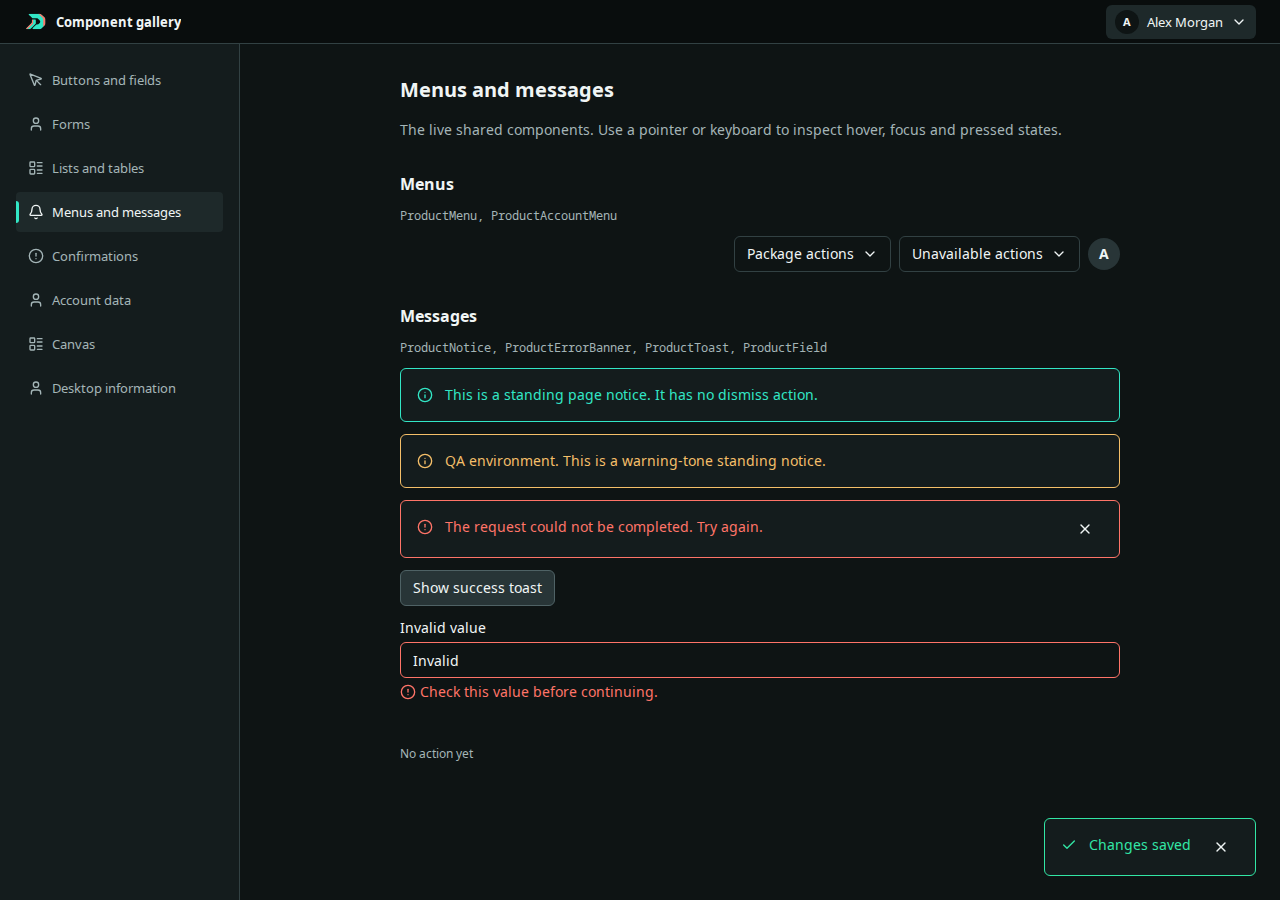 Component gallery
A Alex Morgan
Buttons and fields
Forms
Lists and tables
Menus and messages
Confirmations
Account data
Canvas
Desktop information
Menus and messages
The live shared components. Use a pointer or keyboard to inspect hover, focus and pressed states.
Menus
ProductMenu, ProductAccountMenu
Package actions Unavailable actions A
Messages
ProductNotice, ProductErrorBanner, ProductToast, ProductField
This is a standing page notice. It has no dismiss action.
QA environment. This is a warning-tone standing notice.
The request could not be completed. Try again.
Show success toast
Invalid value
Invalid
Check this value before continuing.
No action yet
Changes saved